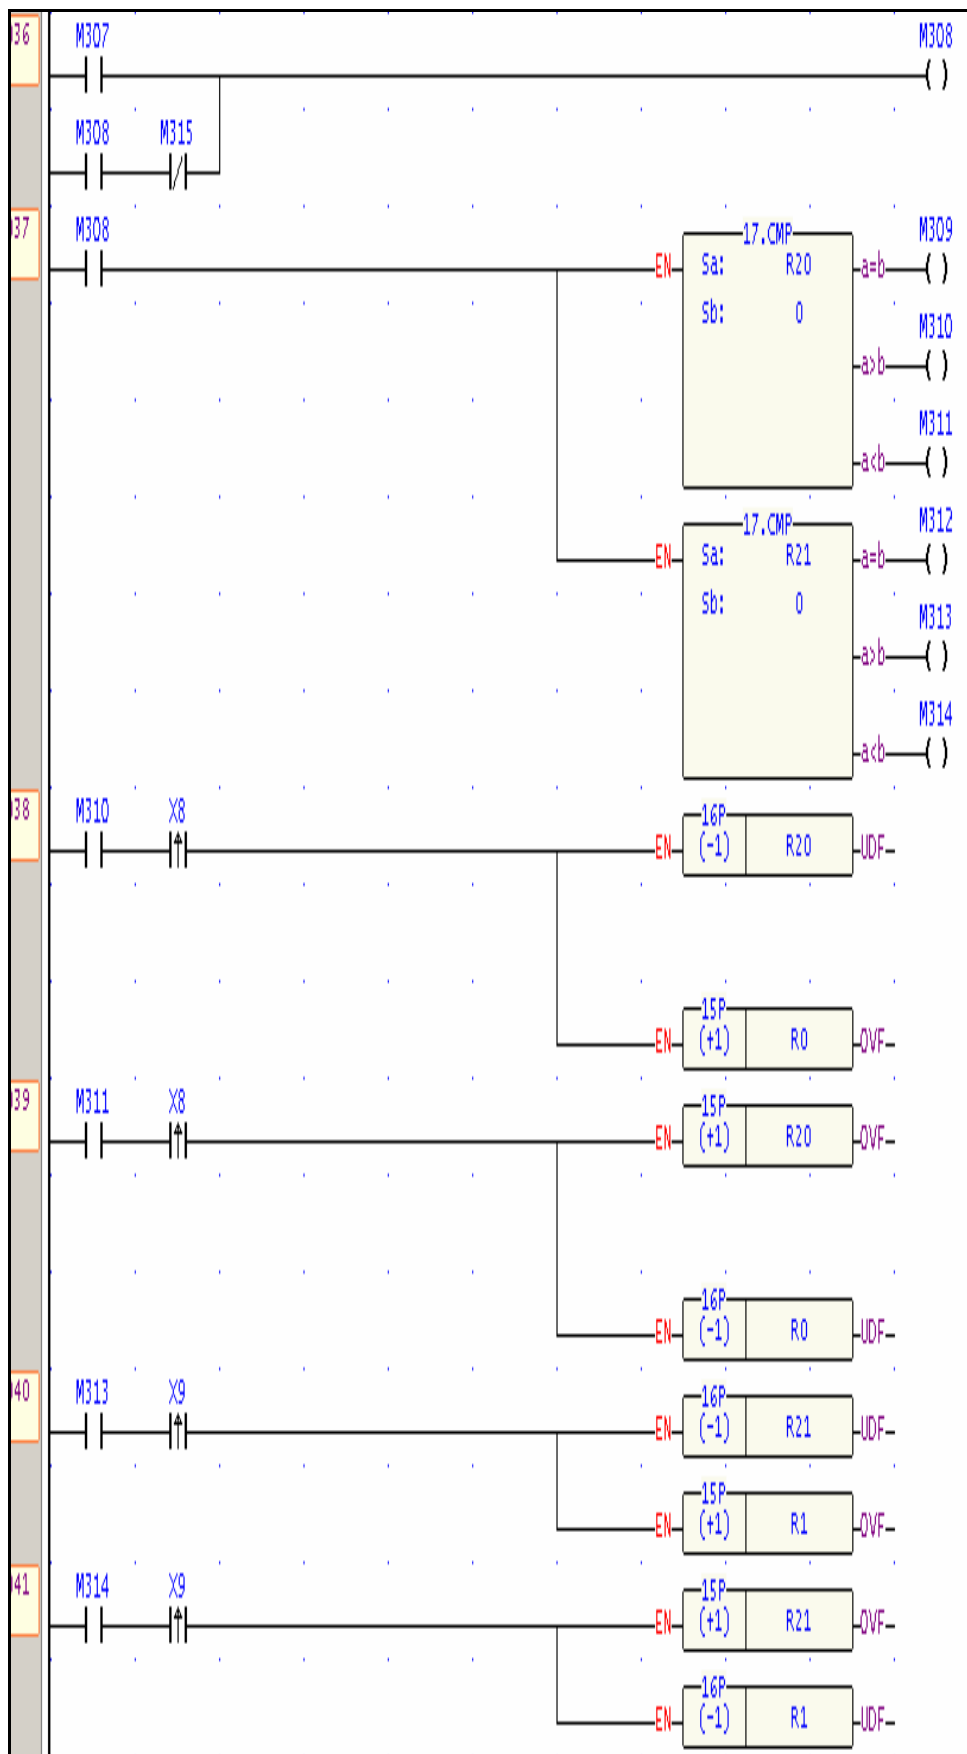 36
M307
M308
M308
M315
37
M308
17.CMP
M309
EN
Sa:
R20
a=b
Sb:
0
M310
a>b
M311
a<b
17.CMP
M312
EN
Sa:
R21
a=b
Sb:
0
M313
a>b
M314
a<b
38
M310
X8
16P
EN
(-1)
R20
UDF
15P
EN
(+1)
R0
OVF
39
M311
X8
15P
EN
(+1)
R20
OVF
16P
EN
(-1)
R0
UDF
40
M313
X9
16P
EN
(-1)
R21
UDF
15P
EN
(+1)
R1
OVF
41
M314
X9
15P
EN
(+1)
R21
OVF
16P
EN
(-1)
R1
UDF